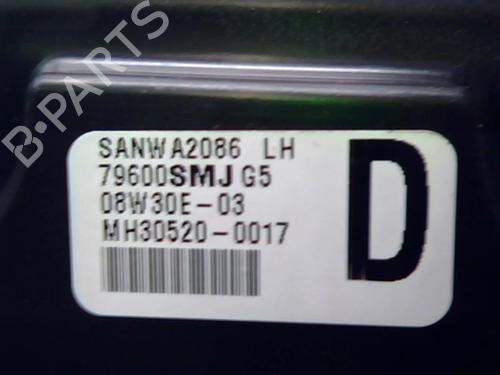 B-PARTS
SANWA2086 LH
79600SMJ G5
08W30E-03
MH30520-0017
D